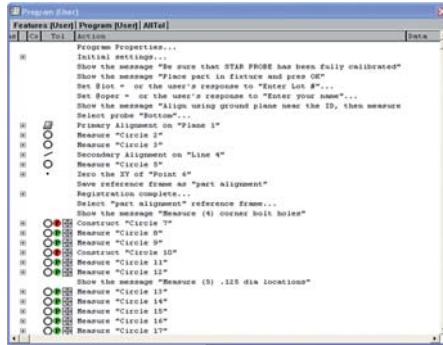 Program (User)
Features (User) Program (User) AllTol
Co Tol Action Data
Program Properties...
Initial settings...
Show the message "Be sure that STAR PROBE has been fully calibrated"
Show the message "Place part in fixture and pres OK"
Set @lot = or the user's response to "Enter Lot #"...
Set @oper = or the user's response to "Enter your name"...
Show the message "Align using ground plane near the ID, then measure
Select probe "Bottom"...
Primary Alignment on "Plane 1"
Measure "Circle 2"
Measure "Circle 3"
Secondary Alignment on "Line 4"
Measure "Circle 5"
Zero the XY of "Point 6"
Save reference frame as "part alignment"
Registration complete...
Select "part alignment" reference frame...
Show the message "Measure (4) corner bolt holes"
Construct "Circle 7"
Measure "Circle 8"
Measure "Circle 9"
Construct "Circle 10"
Measure "Circle 11"
Measure "Circle 12"
Show the message "Measure (5) .125 dia locations"
Measure "Circle 13"
Measure "Circle 14"
Measure "Circle 15"
Measure "Circle 16"
Measure "Circle 17"